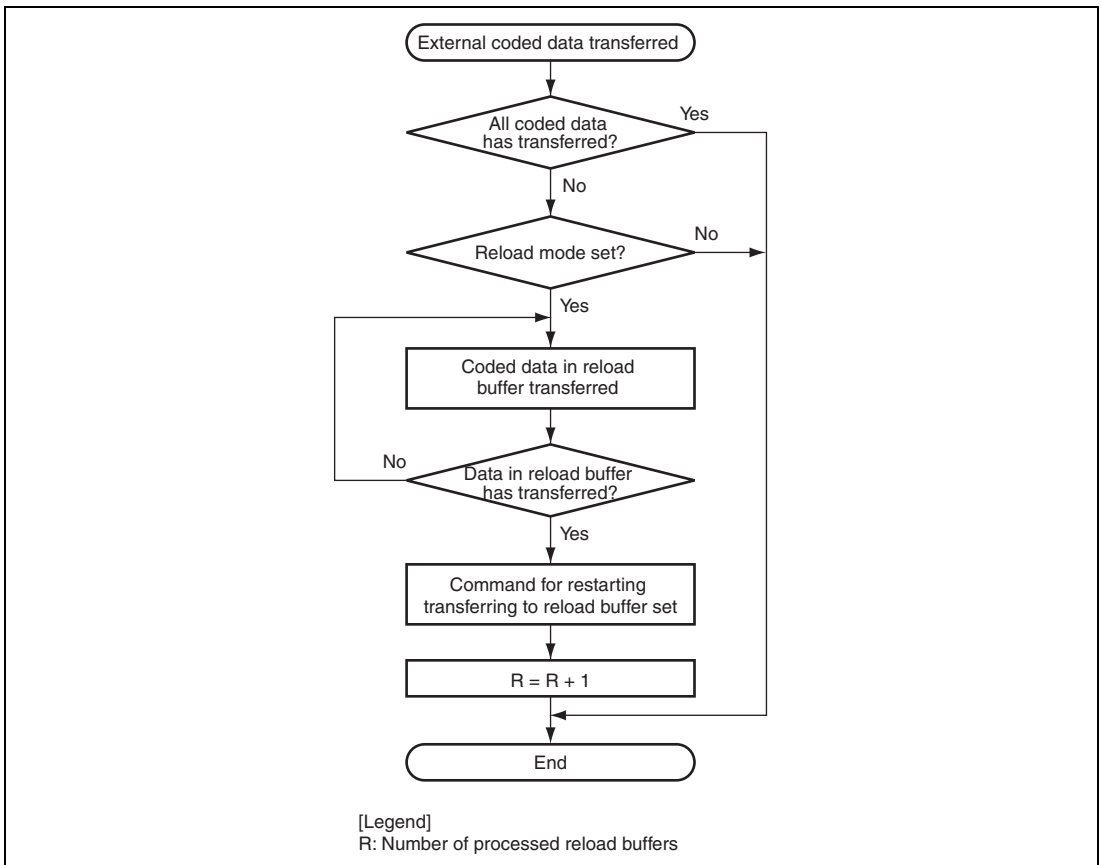 External coded data transferred
All coded data
has transferred?
Yes
No
Reload mode set?
No
Yes
Coded data in reload
buffer transferred
No
Data in reload buffer
has transferred?
Yes
Command for restarting
transferring to reload buffer set
R = R + 1
End
[Legend]
R: Number of processed reload buffers